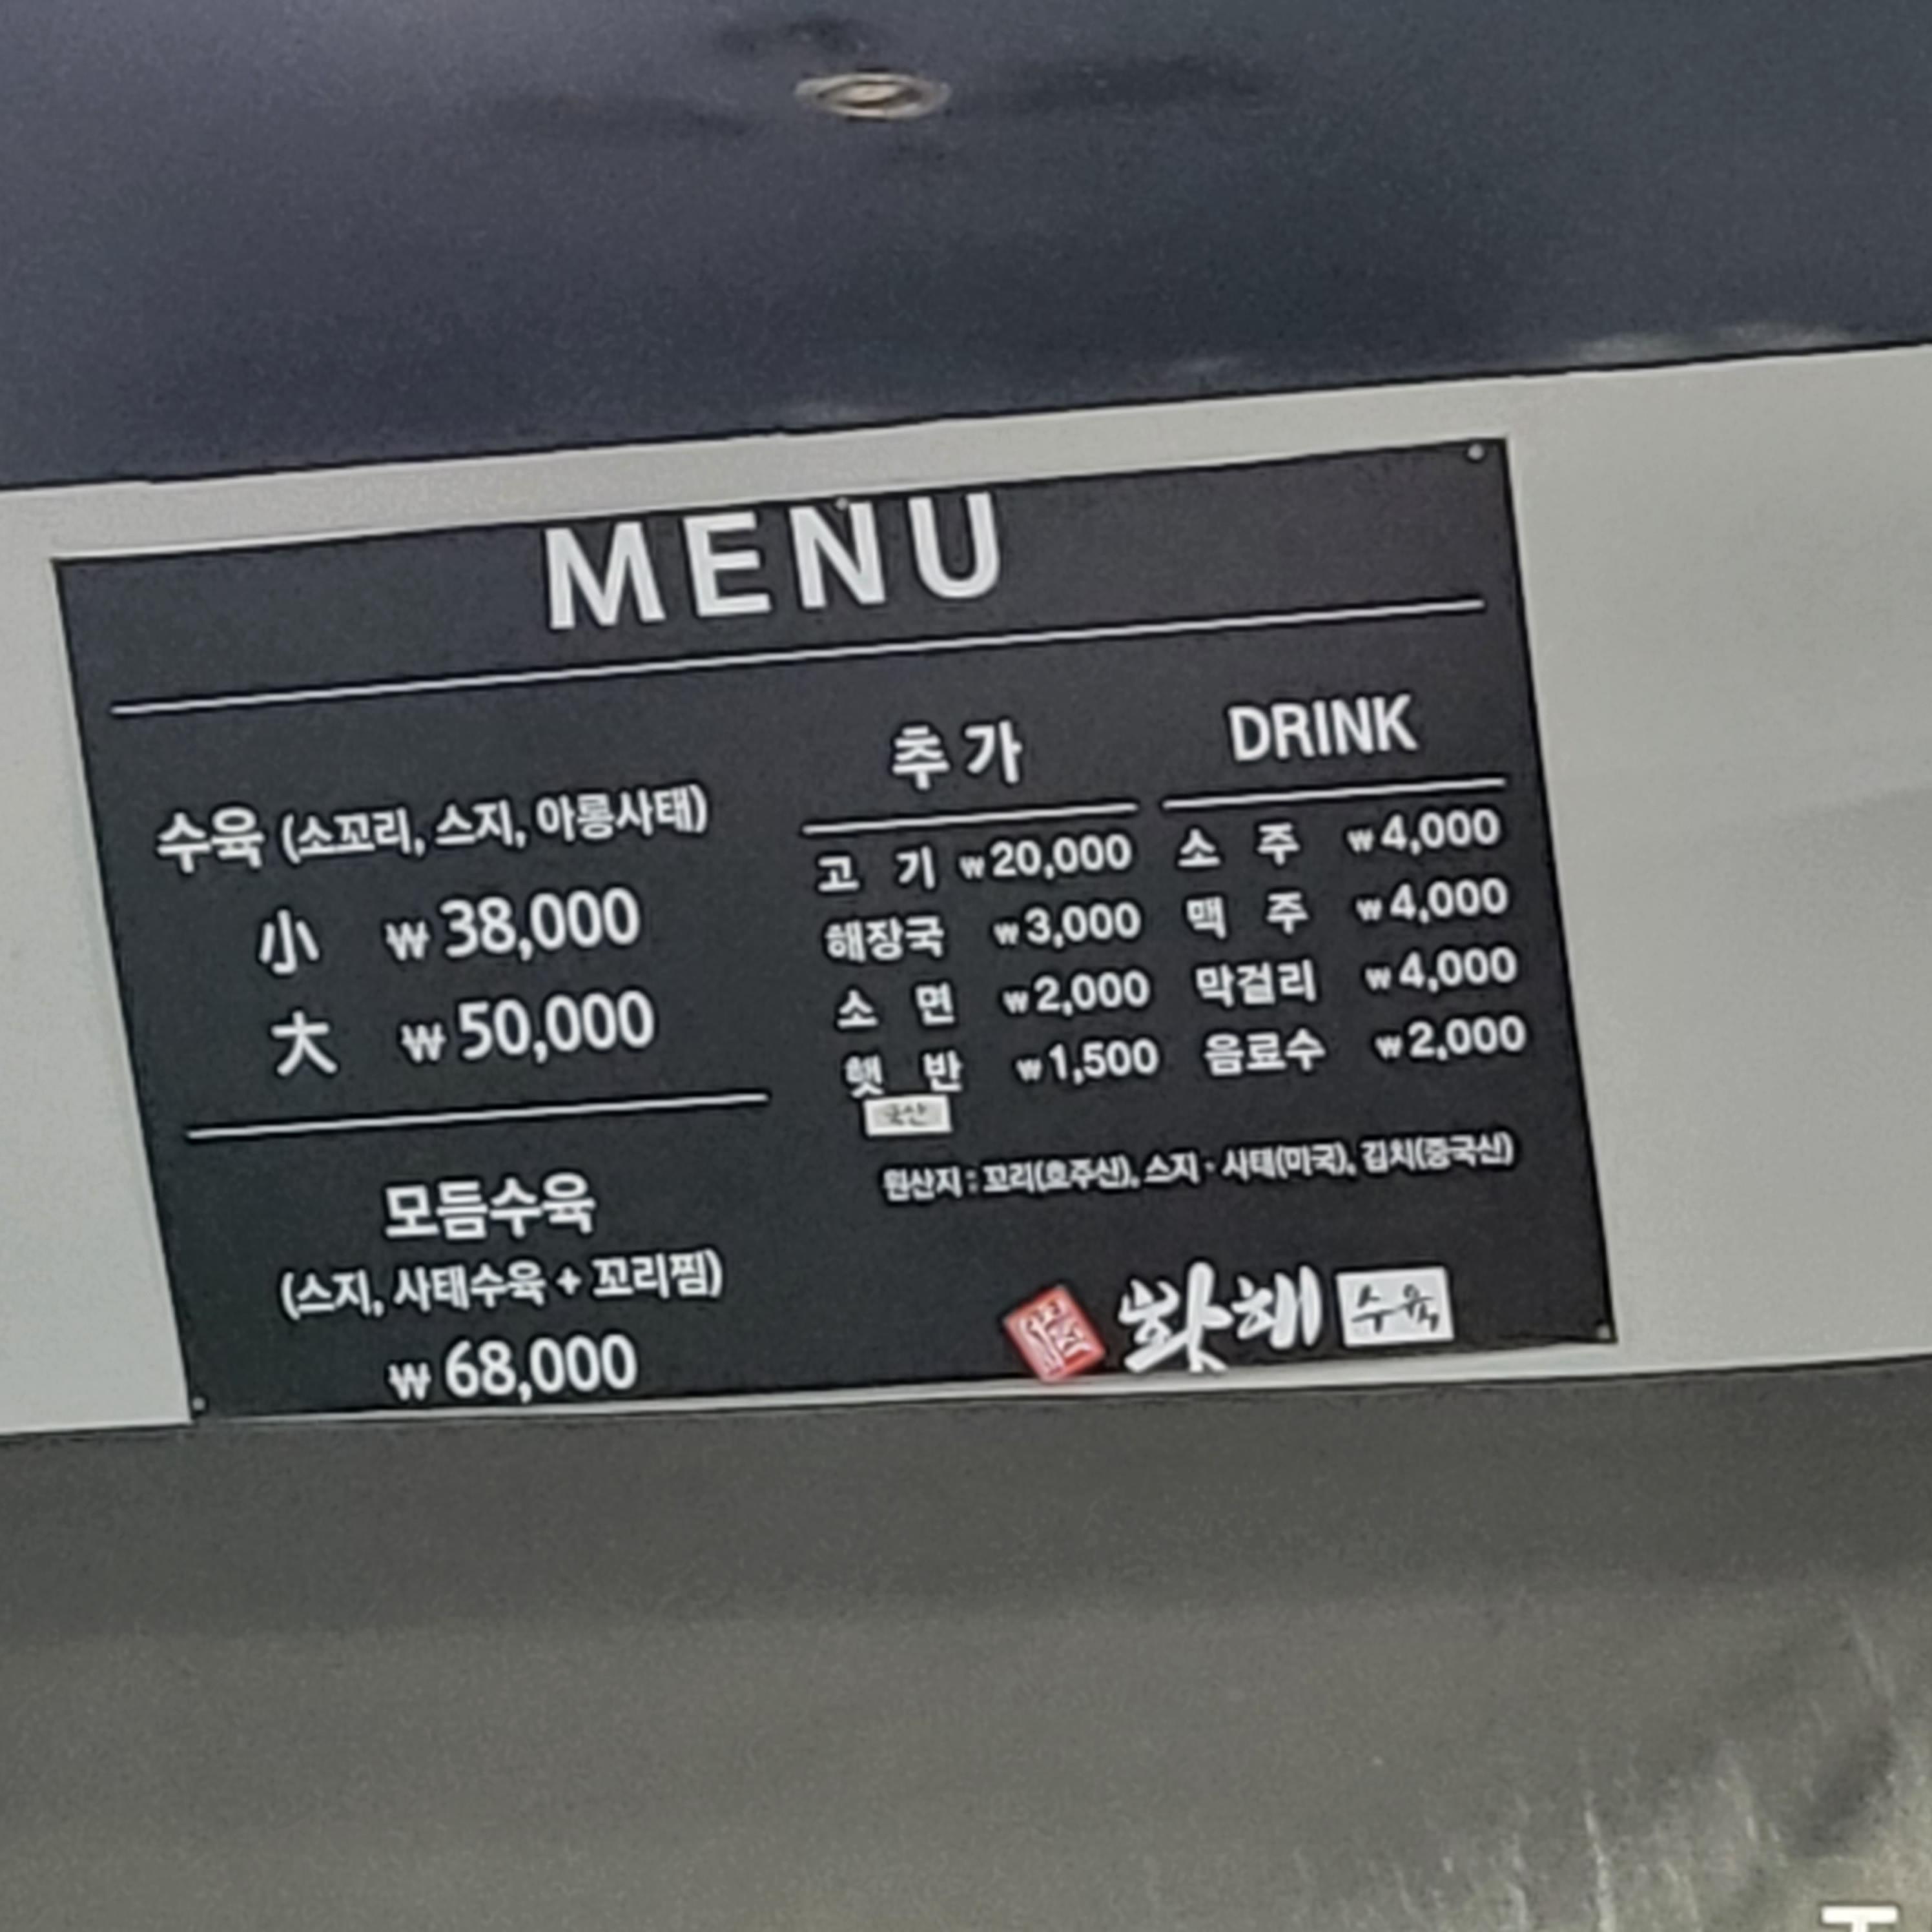 MENU
수육 (소꼬리, 스지, 아롱사태)
小 ₩ 38,000
大 ₩ 50,000
모듬수육
(스지, 사태수육 + 꼬리찜)
₩ 68,000
추 가
고 기 ₩20,000
해장국 ₩3,000
소 면 ₩2,000
햇 반 ₩1,500
국산
DRINK
소 주 ₩4,000
맥 주 ₩4,000
막걸리 ₩4,000
음료수 ₩2,000
원산지 : 꼬리(호주산), 스지 · 사태(미국), 김치(중국산)
황해 수육